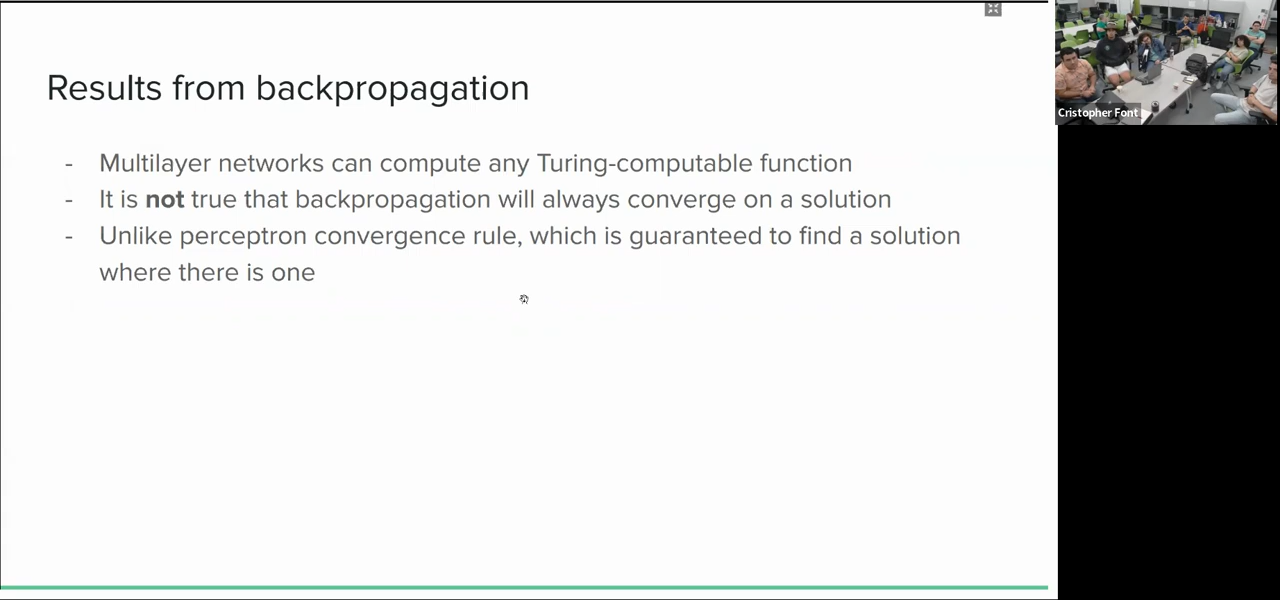 Results from backpropagation
- Multilayer networks can compute any Turing-computable function
- It is not true that backpropagation will always converge on a solution
- Unlike perceptron convergence rule, which is guaranteed to find a solution
where there is one
Cristopher Font